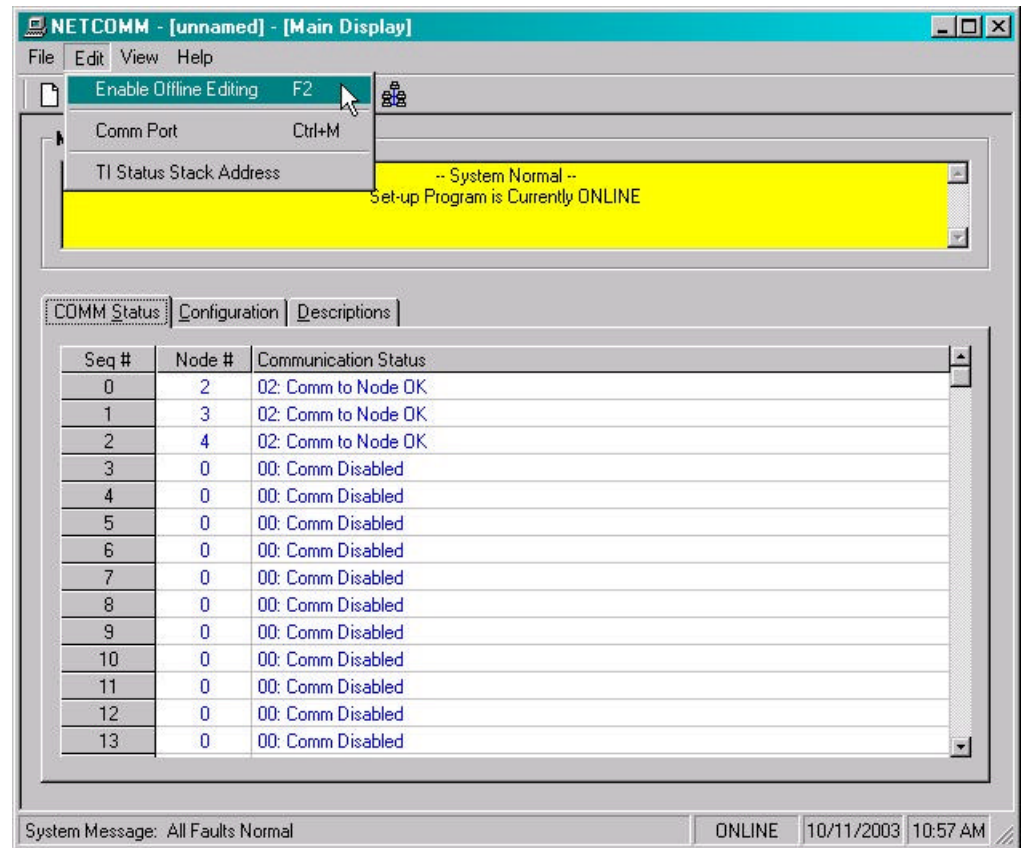 NETCOMM - [unnamed] - [Main Display]
File Edit View Help
Enable Offline Editing F2
Comm Port Ctrl+M
TI Status Stack Address
-- System Normal --
Set-up Program is Currently ONLINE
COMM Status Configuration Descriptions
Seq # Node # Communication Status
0 2 02: Comm to Node OK
1 3 02: Comm to Node OK
2 4 02: Comm to Node OK
3 0 00: Comm Disabled
4 0 00: Comm Disabled
5 0 00: Comm Disabled
6 0 00: Comm Disabled
7 0 00: Comm Disabled
8 0 00: Comm Disabled
9 0 00: Comm Disabled
10 0 00: Comm Disabled
11 0 00: Comm Disabled
12 0 00: Comm Disabled
13 0 00: Comm Disabled
System Message: All Faults Normal ONLINE 10/11/2003 10:57 AM